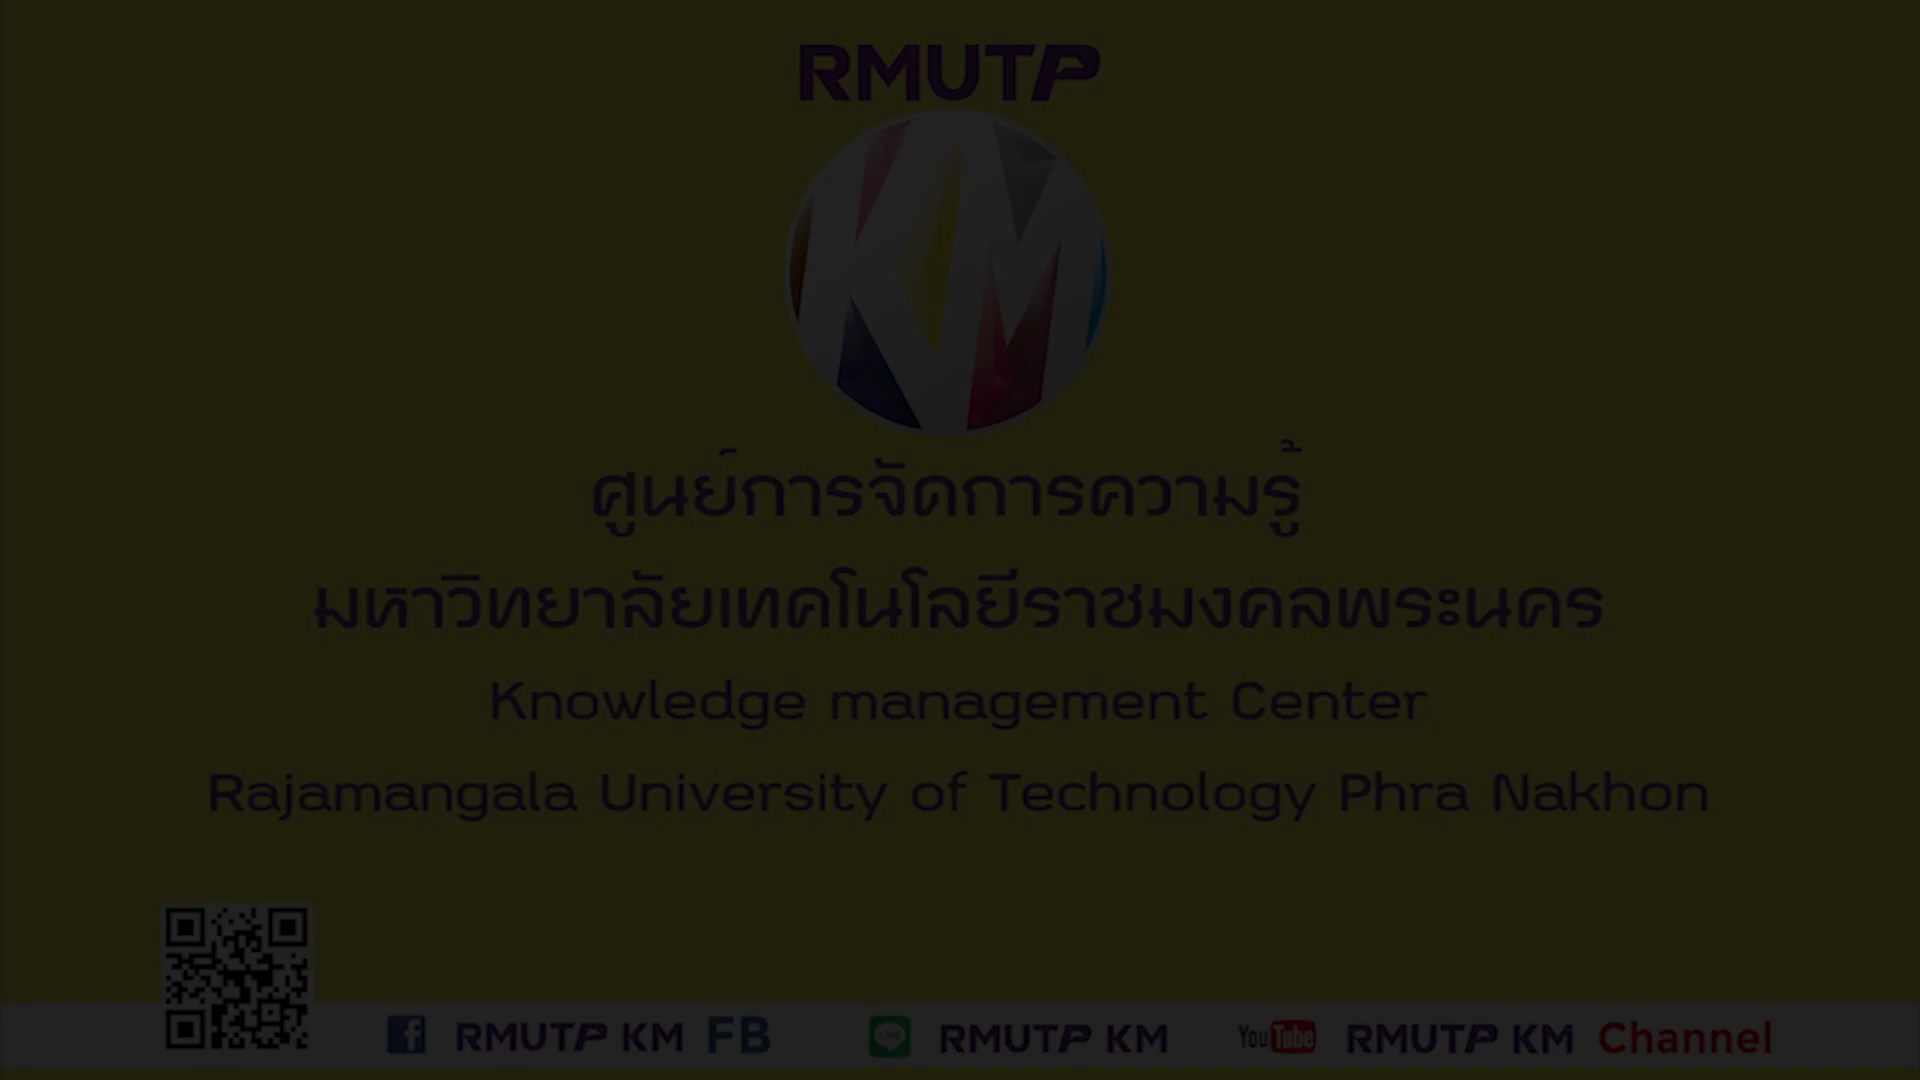 RMUTP
KM
ศูนย์การจัดการความรู้
มหาวิทยาลัยเทคโนโลยีราชมงคลพระนคร
Knowledge management Center
Rajamangala University of Technology Phra Nakhon
f RMUTP KM FB LINE RMUTP KM YouTube RMUTP KM Channel